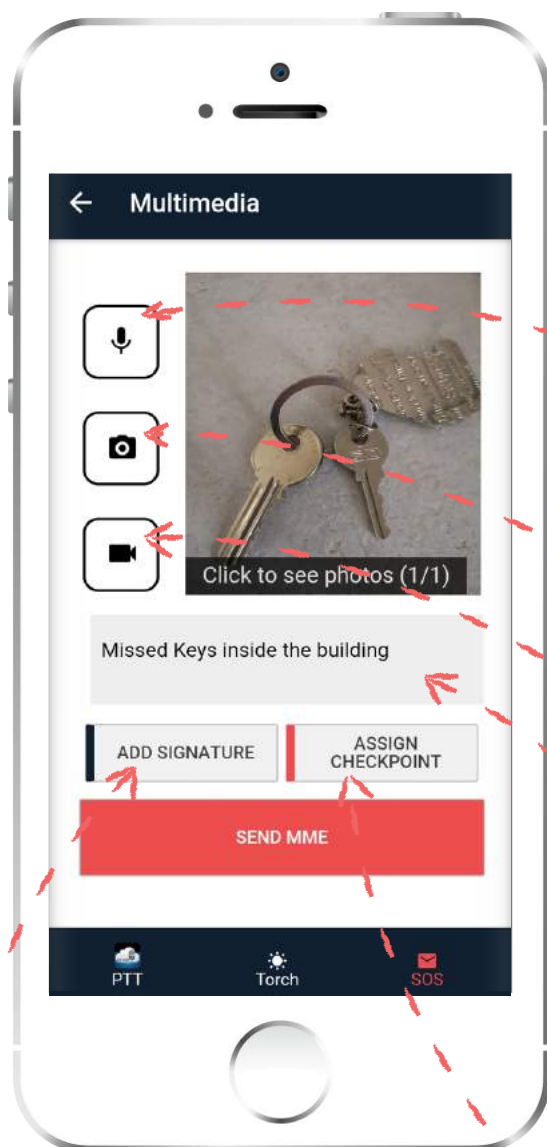 Multimedia
Click to see photos (1/1)
Missed Keys inside the building
ADD SIGNATURE
ASSIGN
CHECKPOINT
SEND MME
PTT
Torch
SOS